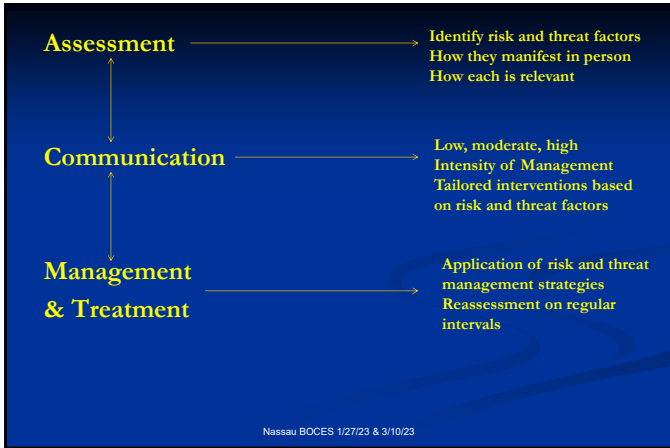 Assessment
Identify risk and threat factors
How they manifest in person
How each is relevant
Communication
Low, moderate, high
Intensity of Management
Tailored interventions based
on risk and threat factors
Management
& Treatment
Application of risk and threat
management strategies
Reassessment on regular
intervals
Nassau BOCES 1/27/23 & 3/10/23